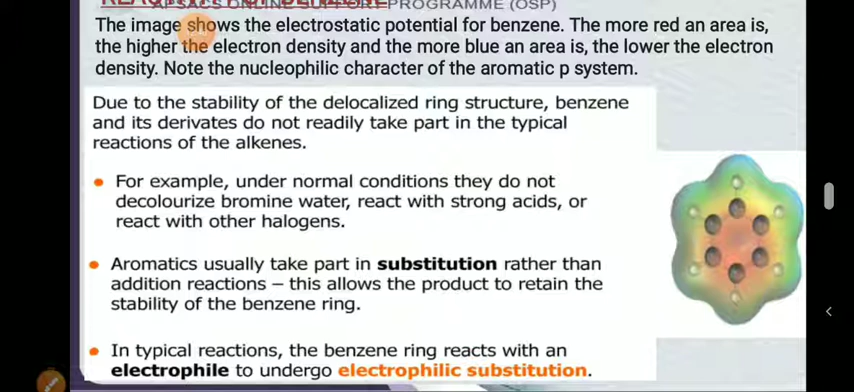 REACTIVITY OF BENZENE
APSACS ONLINE SUPPORT PROGRAMME (OSP)
The image shows the electrostatic potential for benzene. The more red an area is,
the higher the electron density and the more blue an area is, the lower the electron
density. Note the nucleophilic character of the aromatic p system.
Due to the stability of the delocalized ring structure, benzene
and its derivates do not readily take part in the typical
reactions of the alkenes.
For example, under normal conditions they do not
decolourize bromine water, react with strong acids, or
react with other halogens.
Aromatics usually take part in substitution rather than
addition reactions – this allows the product to retain the
stability of the benzene ring.
In typical reactions, the benzene ring reacts with an
electrophile to undergo electrophilic substitution.